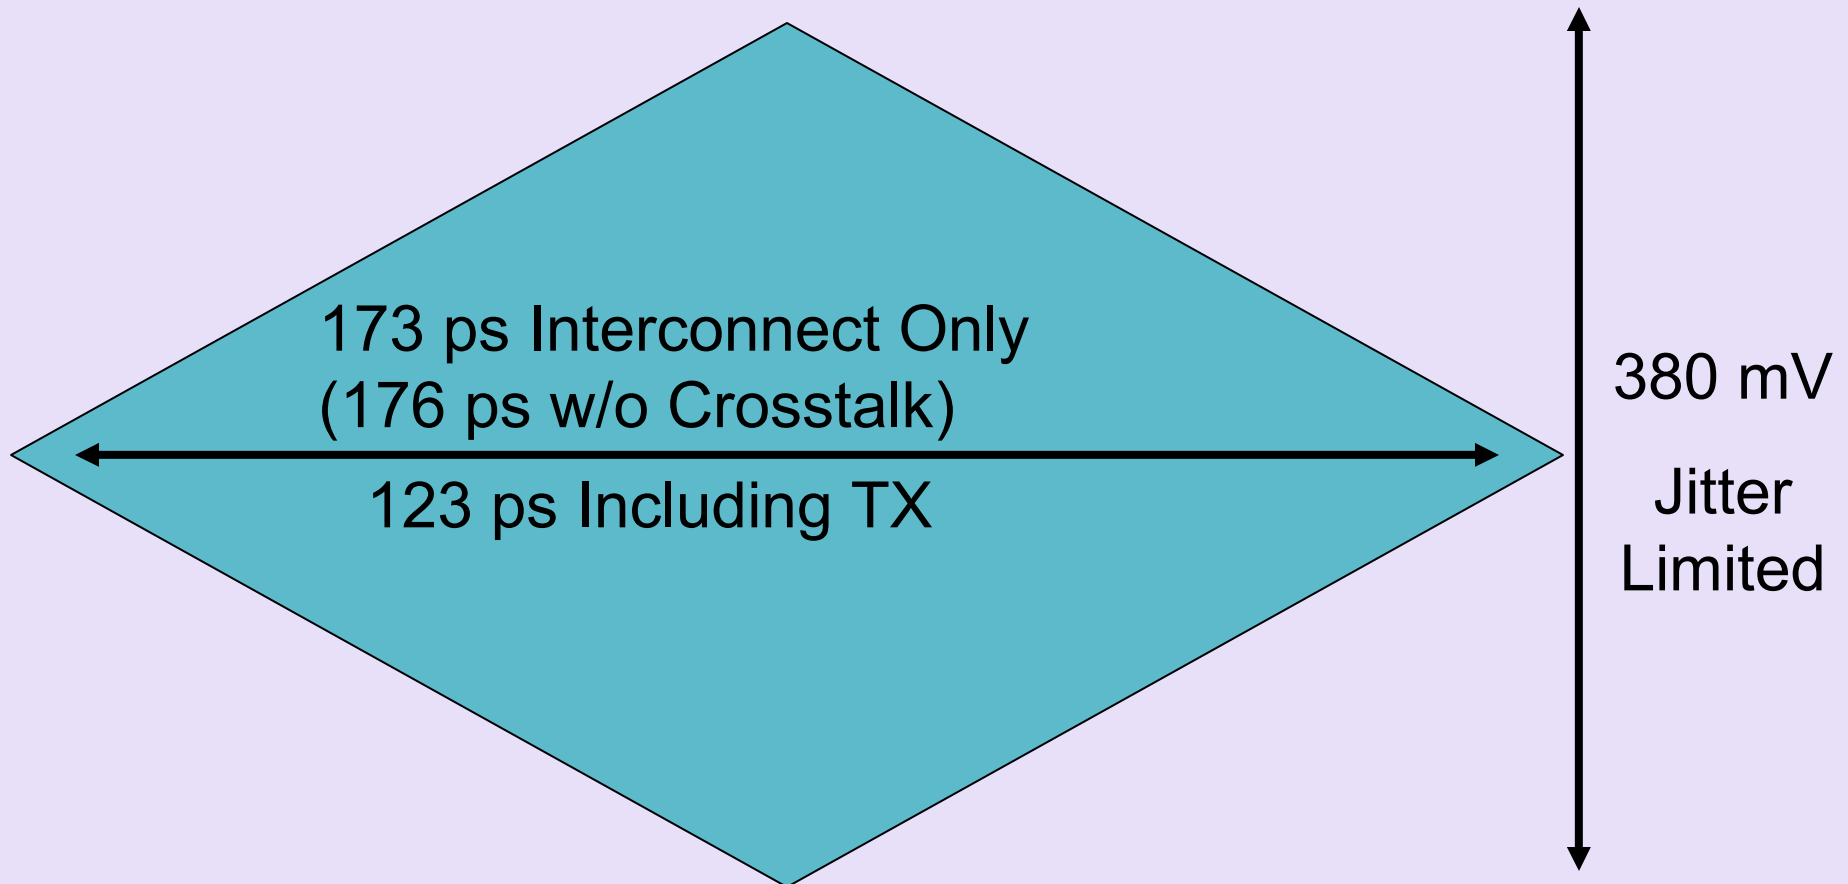 173 ps Interconnect Only
(176 ps w/o Crosstalk)
123 ps Including TX
380 mV
Jitter
Limited